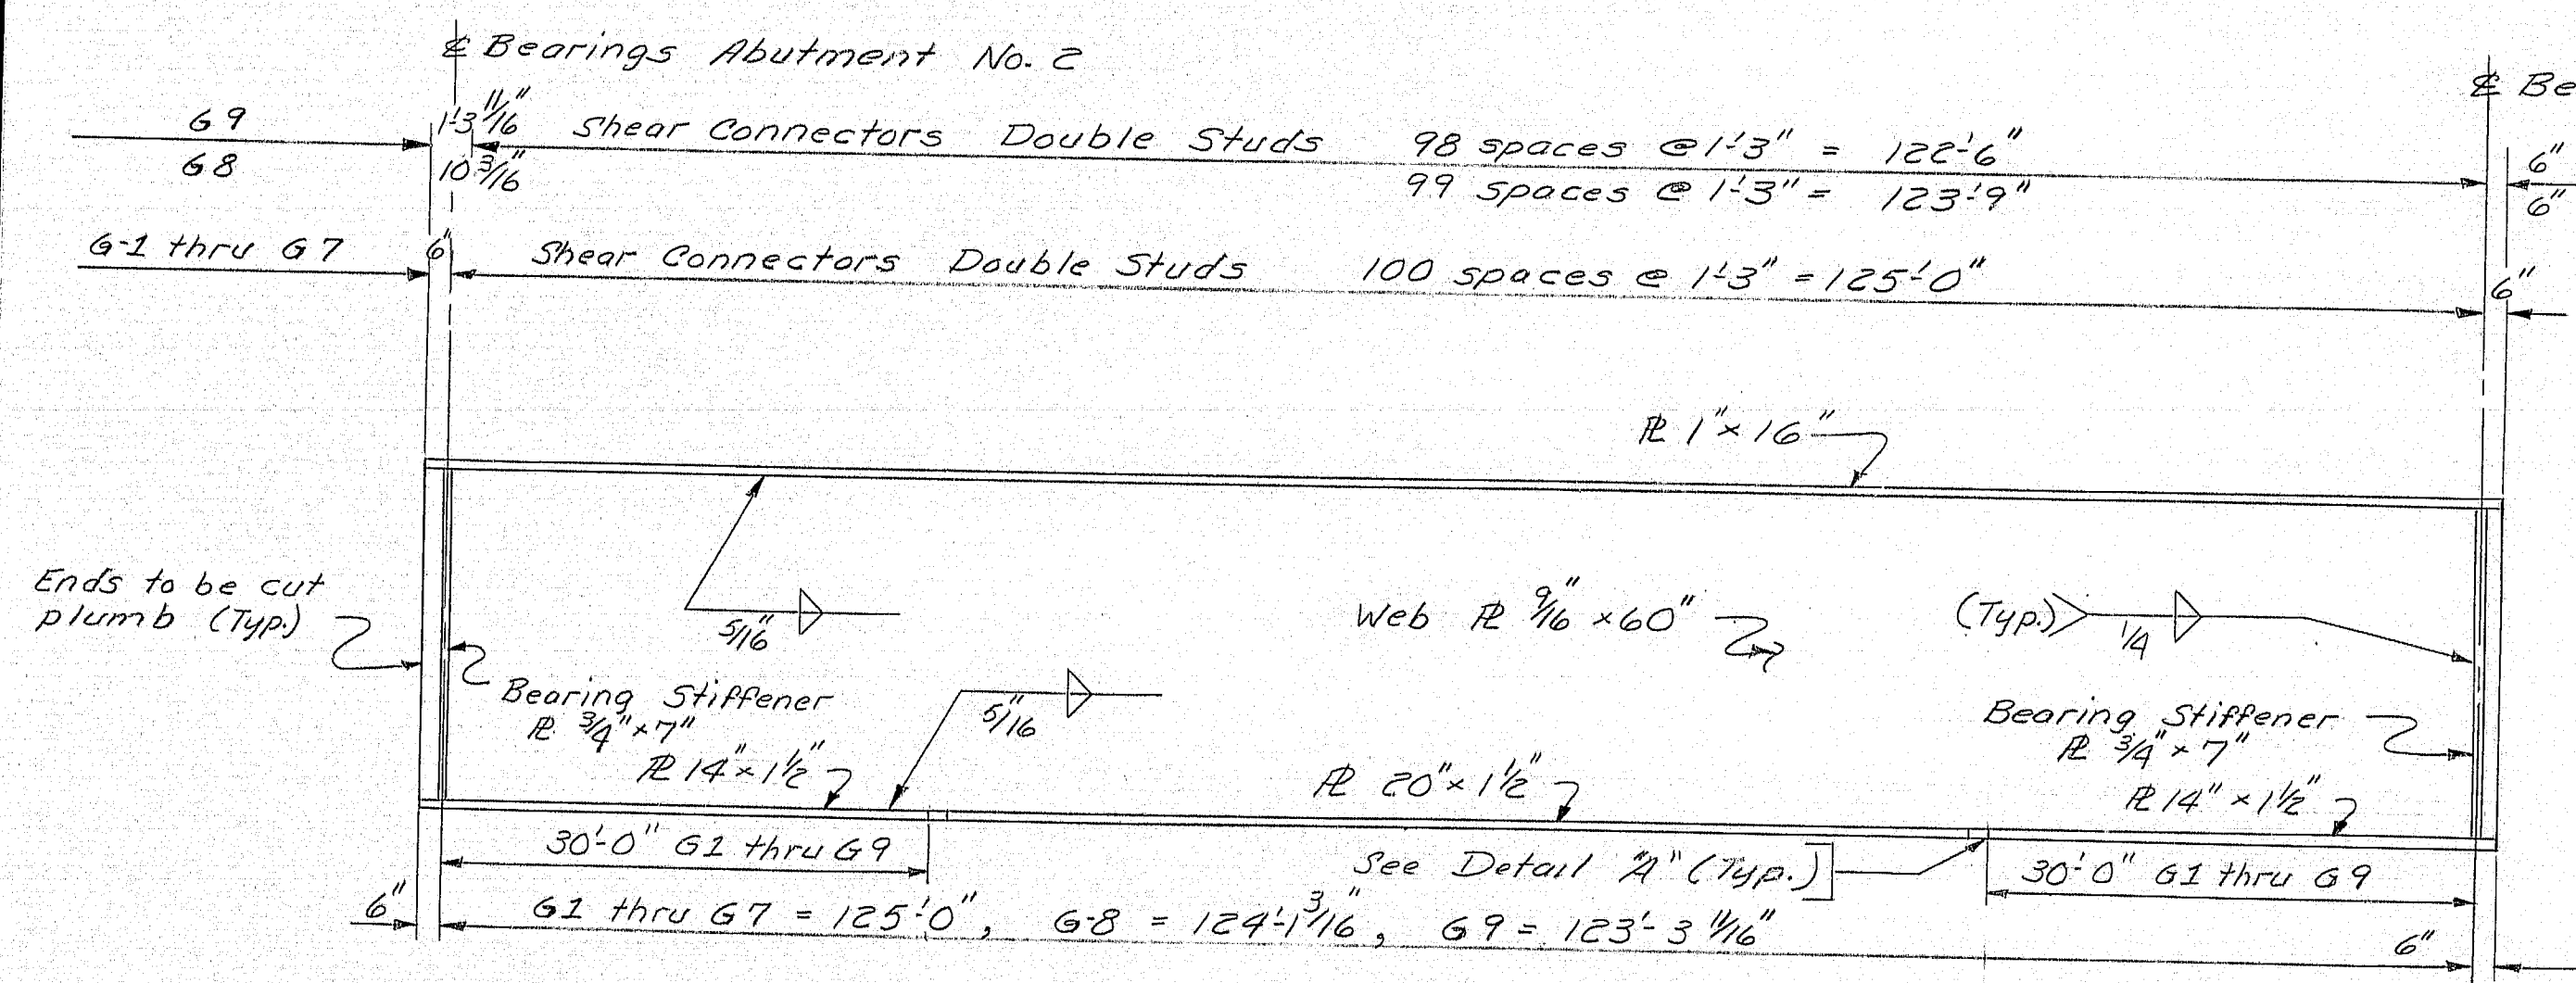 ℄ Bearings Abutment No. 2
℄ Be
G9
1'-3 11/16"
Shear Connectors Double Studs 98 spaces @ 1'-3" = 122'-6"
6"
G8
10 3/16"
99 spaces @ 1'-3" = 123'-9"
6"
G-1 thru G7
6"
Shear Connectors Double Studs 100 spaces @ 1'-3" = 125'-0"
6"
PL 1" x 16"
Ends to be cut
plumb (Typ.)
5/16"
Web PL 9/16" x 60"
(Typ.)
1/4
Bearing Stiffener
PL 3/4" x 7"
5/16"
Bearing Stiffener
PL 3/4" x 7"
PL 14" x 1 1/2"
PL 20" x 1 1/2"
PL 14" x 1 1/2"
30'-0" G1 thru G9
See Detail "A" (Typ.)
30'-0" G1 thru G9
6"
G1 thru G7 = 125'-0", G-8 = 124'-1 3/16", G9 = 123'-3 11/16"
6"